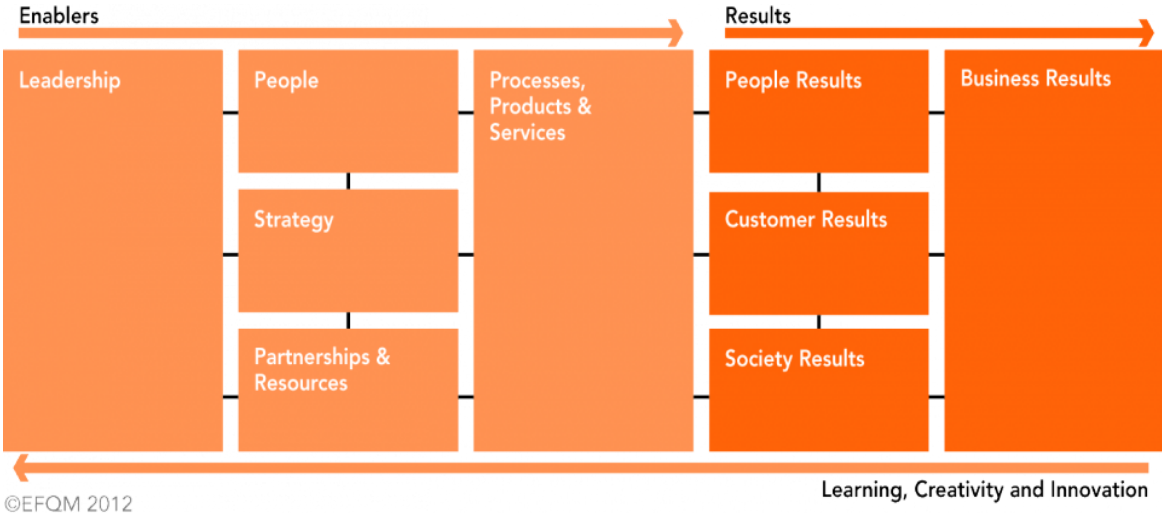 Enablers
Results
Leadership
People
Processes,
Products &
Services
People Results
Business Results
Strategy
Customer Results
Partnerships &
Resources
Society Results
Learning, Creativity and Innovation
©EFQM 2012